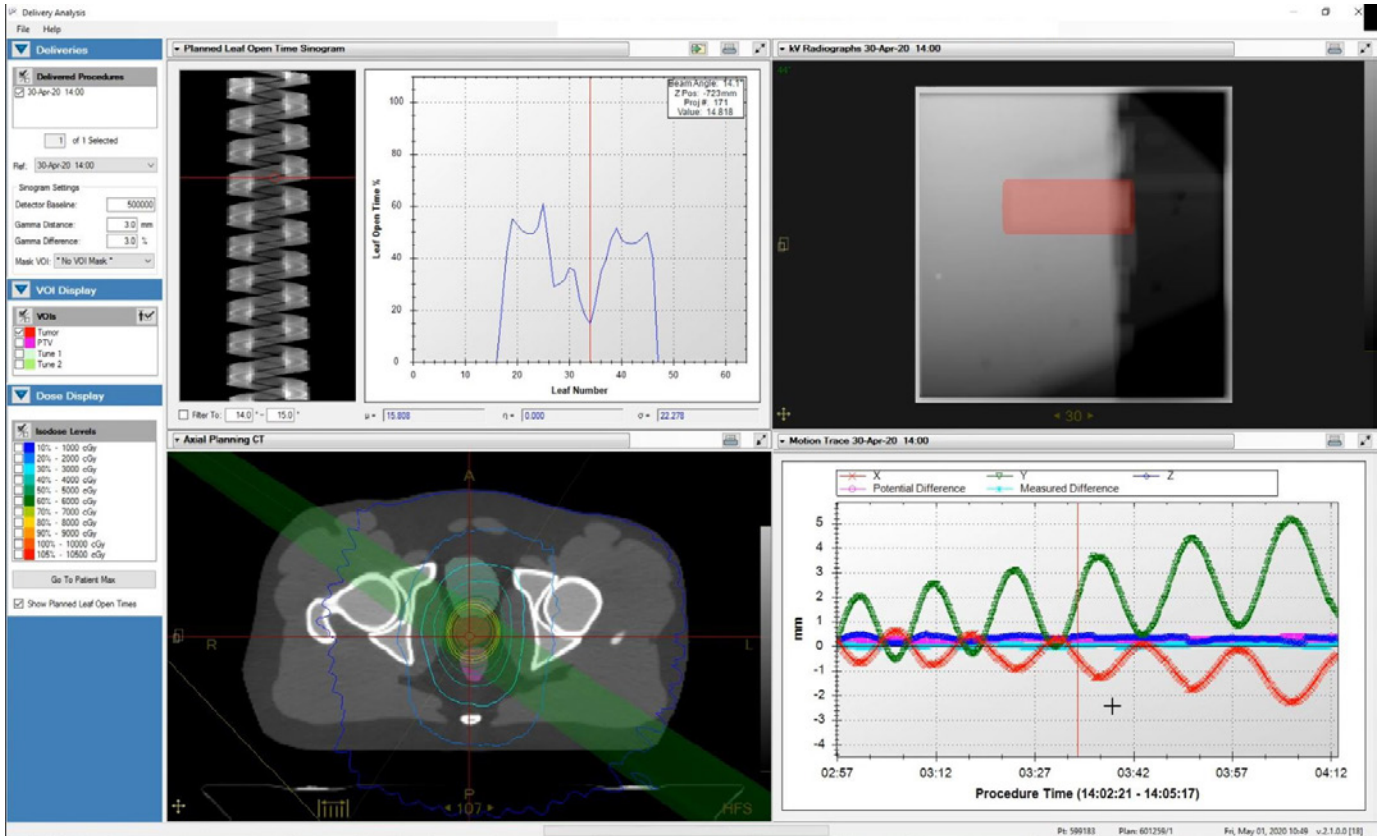 Delivery Analysis
File Help
Deliveries
Delivered Procedures
30-Apr-20 14:00
1 of 1 Selected
Ref: 30-Apr-20 14:00
Sinogram Settings
Detector Baseline: 500000
Gamma Distance: 3.0 mm
Gamma Difference: 3.0 %
Mask VOI: * No VOI Mask *
VOI Display
VOIs
Tumor
PTV
Tune 1
Tune 2
Dose Display
Isodose Levels
10% - 1000 cGy
20% - 2000 cGy
30% - 3000 cGy
40% - 4000 cGy
50% - 5000 cGy
60% - 6000 cGy
70% - 7000 cGy
80% - 8000 cGy
90% - 9000 cGy
100% - 10000 cGy
105% - 10500 cGy
Go To Patient Max
Show Planned Leaf Open Times
Planned Leaf Open Time Sinogram
Beam Angle: 14.1°
Z Pos: -723mm
Proj #: 171
Value: 14.818
Leaf Open Time %
100
80
60
40
20
0
0 10 20 30 40 50 60
Leaf Number
Filter To: 14.0 ° - 15.0 °
μ = 15.808 η = 0.000 σ = 22.278
kV Radiographs 30-Apr-20 14:00
30
Axial Planning CT
A
R
L
P
107
HFS
Motion Trace 30-Apr-20 14:00
X Y Z
Potential Difference Measured Difference
mm
5
4
3
2
1
0
-1
-2
-3
-4
02:57 03:12 03:27 03:42 03:57 04:12
Procedure Time (14:02:21 - 14:05:17)
Pt: 599183 Plan: 601259/1 Fri, May 01, 2020 10:49 v.2.1.0.0 [18]